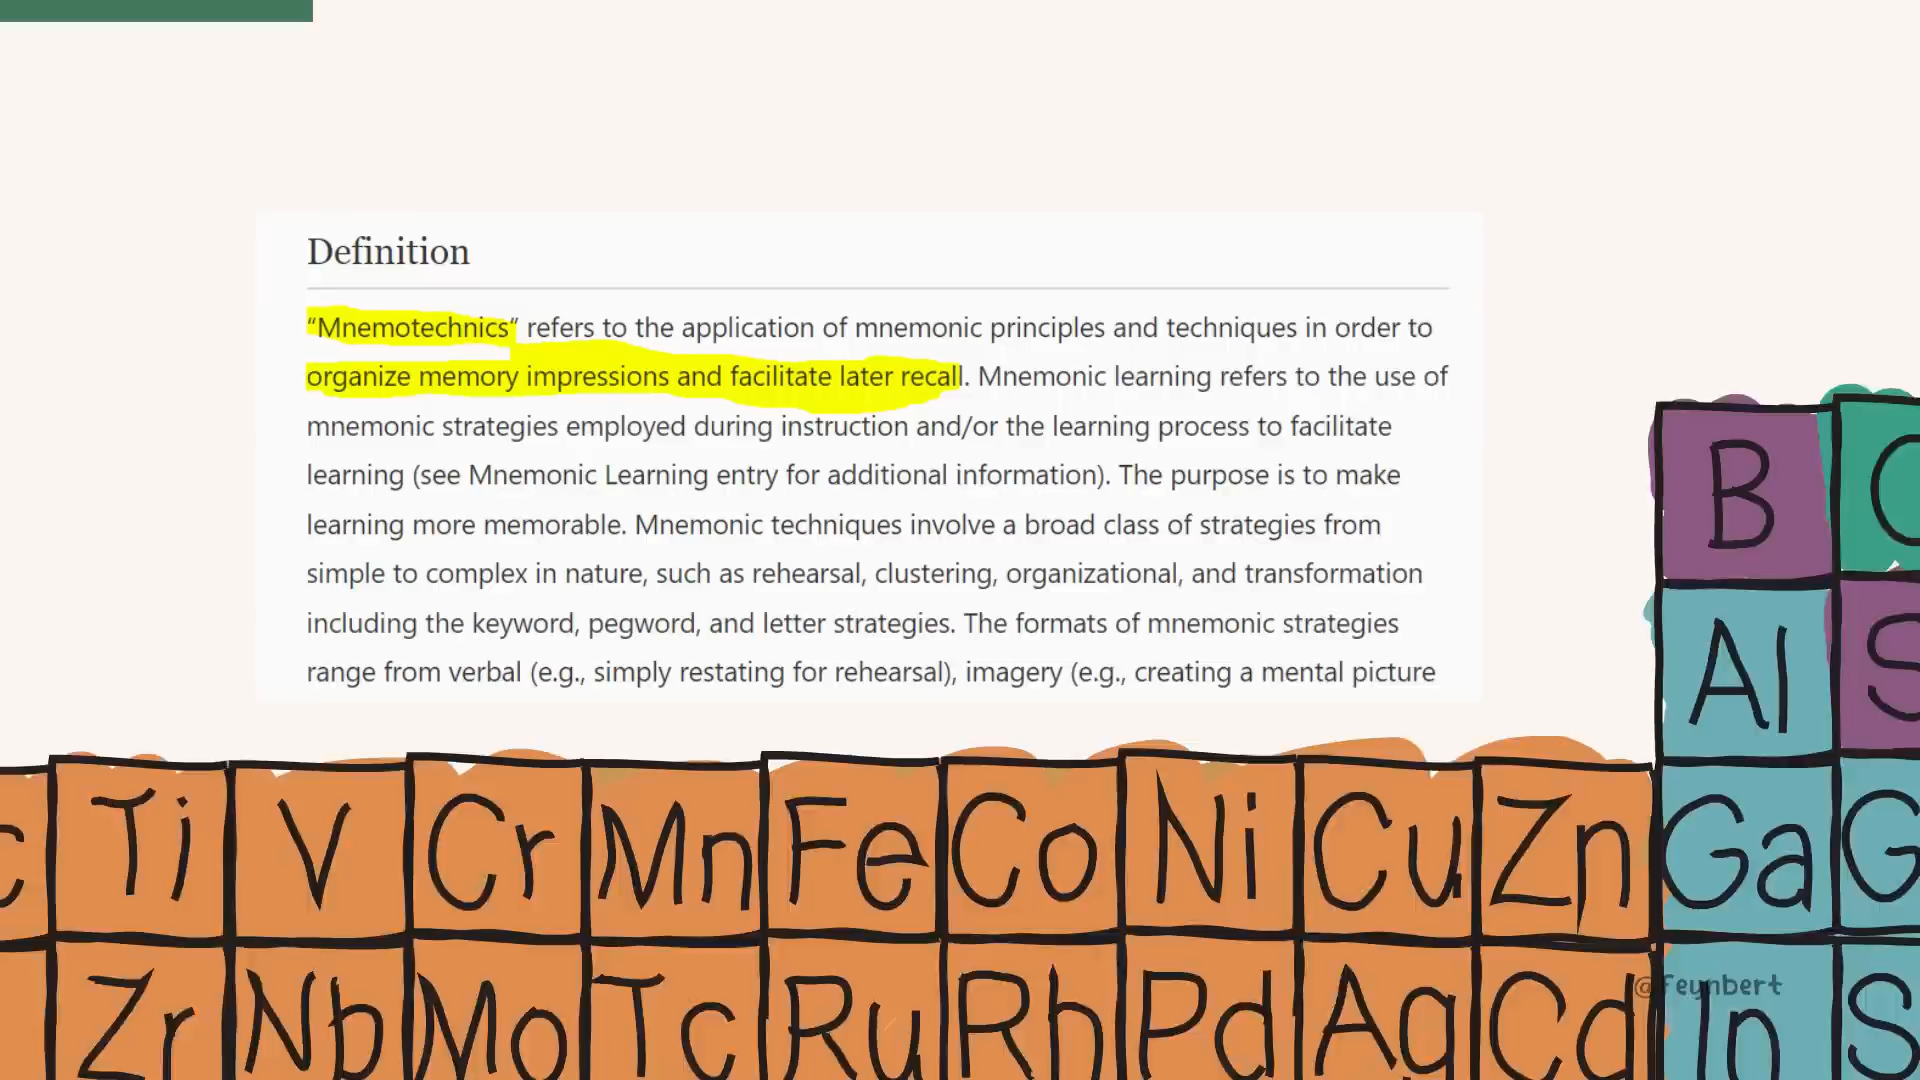 Definition
“Mnemotechnics“ refers to the application of mnemonic principles and techniques in order to
organize memory impressions and facilitate later recall. Mnemonic learning refers to the use of
mnemonic strategies employed during instruction and/or the learning process to facilitate
learning (see Mnemonic Learning entry for additional information). The purpose is to make
learning more memorable. Mnemonic techniques involve a broad class of strategies from
simple to complex in nature, such as rehearsal, clustering, organizational, and transformation
including the keyword, pegword, and letter strategies. The formats of mnemonic strategies
range from verbal (e.g., simply restating for rehearsal), imagery (e.g., creating a mental picture
B C
Al S
c Ti V Cr Mn Fe Co Ni Cu Zn Ga G
Zr Nb Mo Tc Ru Rh Pd Ag Cd In S
@Feynbert